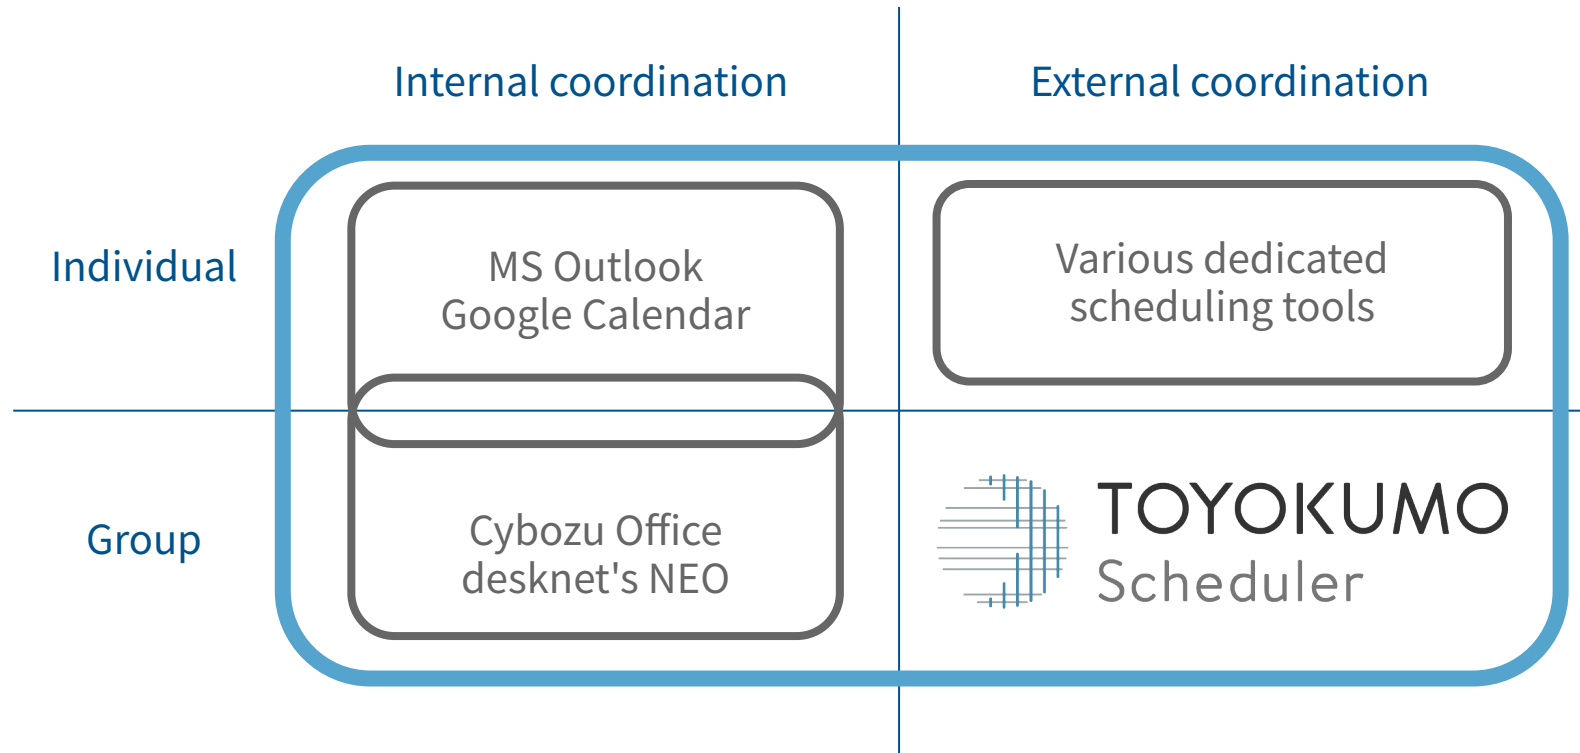 Internal coordination
External coordination
Individual
MS Outlook
Google Calendar
Various dedicated
scheduling tools
Group
Cybozu Office
desknet's NEO
TOYOKUMO
Scheduler